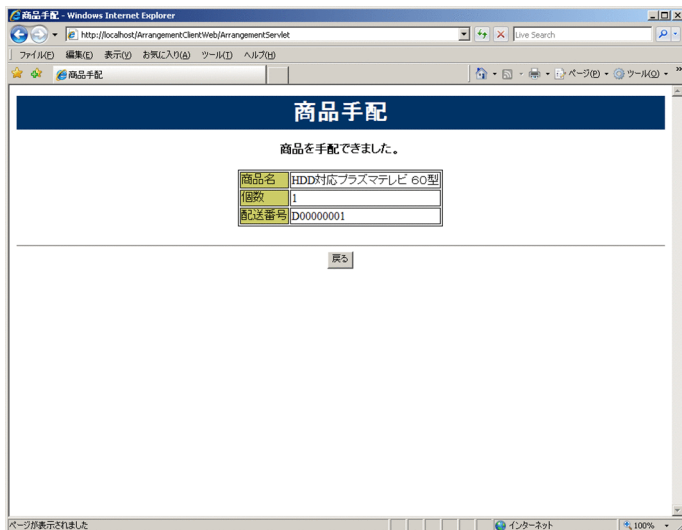 商品手配 - Windows Internet Explorer
http://localhost/ArrangementClientWeb/ArrangementServlet
Live Search
ファイル(F) 編集(E) 表示(V) お気に入り(A) ツール(T) ヘルプ(H)
商品手配
ページ(P) ツール(O) »
商品手配
商品を手配できました。
商品名 HDD対応プラズマテレビ 60型
個数 1
配送番号 D00000001
戻る
ページが表示されました
インターネット
100%